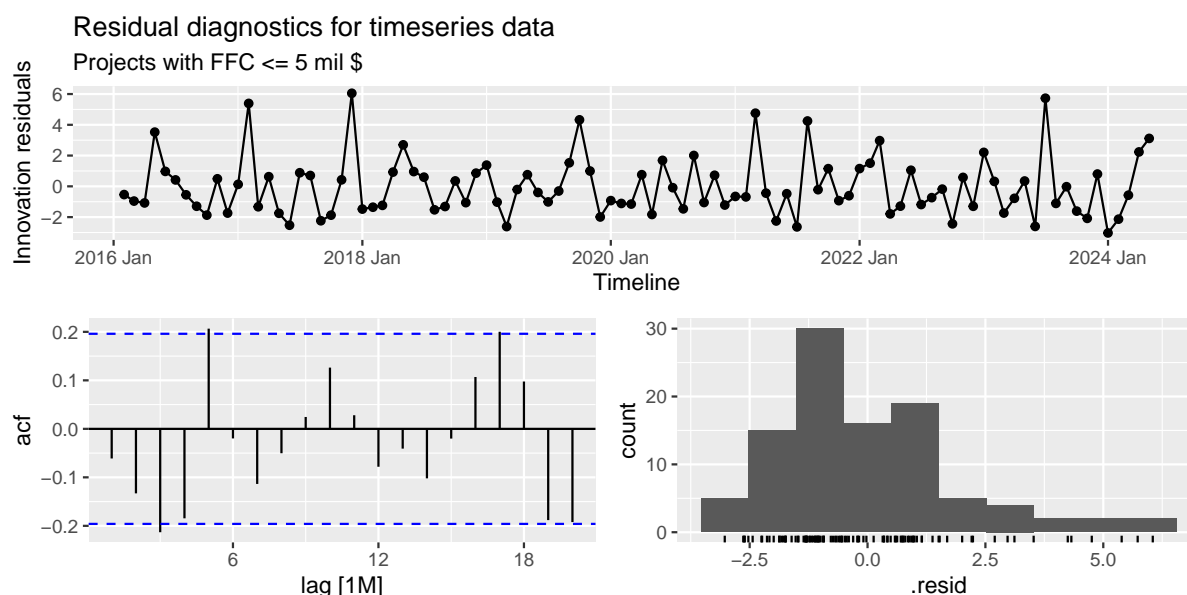 Residual diagnostics for timeseries data
Projects with FFC <= 5 mil $
Innovation residuals
6
4
2
0
−2
2016 Jan
2018 Jan
2020 Jan
2022 Jan
2024 Jan
Timeline
acf
0.2
0.1
0.0
−0.1
−0.2
6
12
18
lag [1M]
count
30
20
10
0
−2.5
0.0
2.5
5.0
.resid